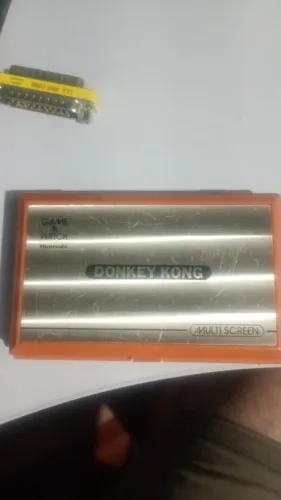 GAME
&
WATCH
Nintendo
DONKEY KONG
MULTI SCREEN